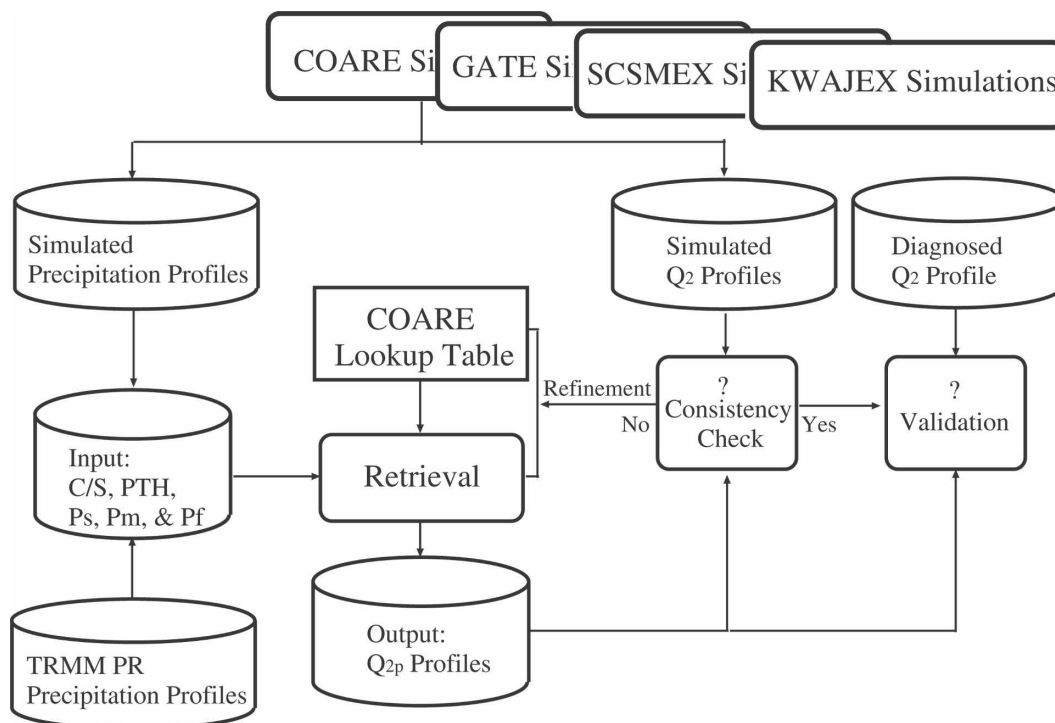 COARE Si
GATE Si
SCSMEX Si
KWAJEX Simulations
Simulated
Precipitation Profiles
Simulated
Q2 Profiles
Diagnosed
Q2 Profile
COARE
Lookup Table
Refinement
No
?
Consistency
Check
Yes
?
Validation
Input:
C/S, PTH,
Ps, Pm, & Pf
Retrieval
Output:
Q2p Profiles
TRMM PR
Precipitation Profiles